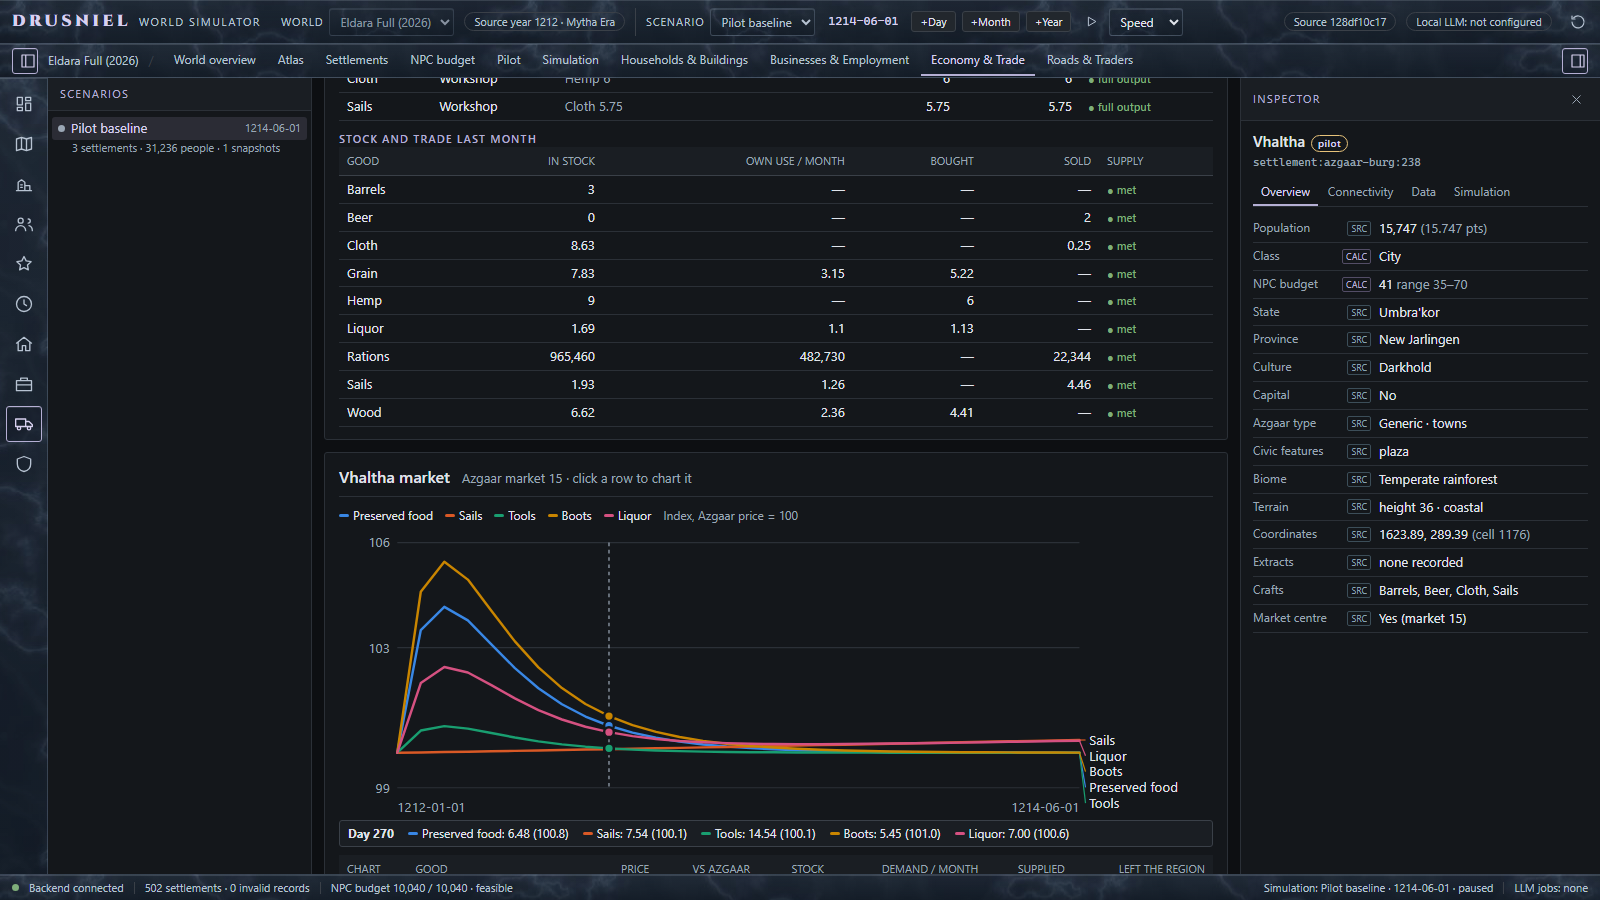 DRUSNIEL WORLD SIMULATOR WORLD Eldara Full (2026) Source year 1212 · Mytha Era SCENARIO Pilot baseline 1214-06-01 +Day +Month +Year Speed Source 128df10c17 Local LLM: not configured
Eldara Full (2026) / World overview Atlas Settlements NPC budget Pilot Simulation Households & Buildings Businesses & Employment Economy & Trade Roads & Traders
SCENARIOS
Pilot baseline 1214-06-01
3 settlements · 31,236 people · 1 snapshots
Cloth Workshop Hemp 6 6 6 full output
Sails Workshop Cloth 5.75 5.75 5.75 full output
STOCK AND TRADE LAST MONTH
GOOD IN STOCK OWN USE / MONTH BOUGHT SOLD SUPPLY
Barrels 3 — — — met
Beer 0 — — 2 met
Cloth 8.63 — — 0.25 met
Grain 7.83 3.15 5.22 — met
Hemp 9 — 6 — met
Liquor 1.69 1.1 1.13 — met
Rations 965,460 482,730 — 22,344 met
Sails 1.93 1.26 — 4.46 met
Wood 6.62 2.36 4.41 — met
Vhaltha market Azgaar market 15 · click a row to chart it
Preserved food Sails Tools Boots Liquor Index, Azgaar price = 100
106
103
99
Sails
Liquor
Boots
Preserved food
Tools
1212-01-01 1214-06-01
Day 270 Preserved food: 6.48 (100.8) Sails: 7.54 (100.1) Tools: 14.54 (100.1) Boots: 5.45 (101.0) Liquor: 7.00 (100.6)
CHART GOOD PRICE VS AZGAAR STOCK DEMAND / MONTH SUPPLIED LEFT THE REGION
INSPECTOR
Vhaltha pilot
settlement:azgaar-burg:238
Overview Connectivity Data Simulation
Population SRC 15,747 (15.747 pts)
Class CALC City
NPC budget CALC 41 range 35–70
State SRC Umbra'kor
Province SRC New Jarlingen
Culture SRC Darkhold
Capital SRC No
Azgaar type SRC Generic · towns
Civic features SRC plaza
Biome SRC Temperate rainforest
Terrain SRC height 36 · coastal
Coordinates SRC 1623.89, 289.39 (cell 1176)
Extracts SRC none recorded
Crafts SRC Barrels, Beer, Cloth, Sails
Market centre SRC Yes (market 15)
Backend connected 502 settlements · 0 invalid records NPC budget 10,040 / 10,040 · feasible Simulation: Pilot baseline · 1214-06-01 · paused LLM jobs: none